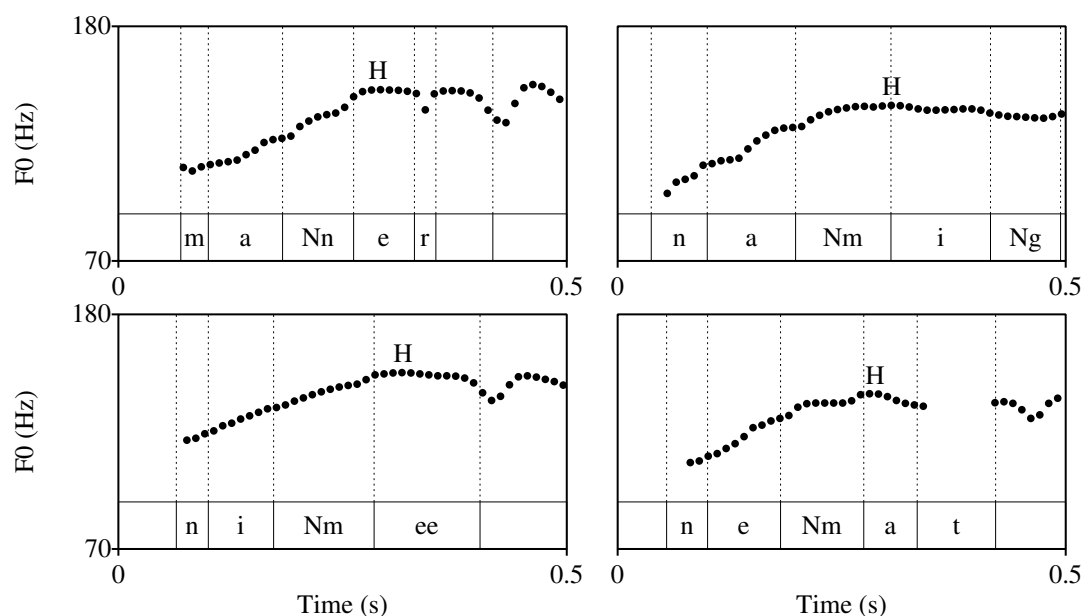 180
H
H
F0 (Hz)
m a Nn e r
n a Nm i Ng
70
0 0.5
0 0.5
180
H
H
F0 (Hz)
n i Nm ee
n e Nm a t
70
0 0.5
0 0.5
Time (s)
Time (s)